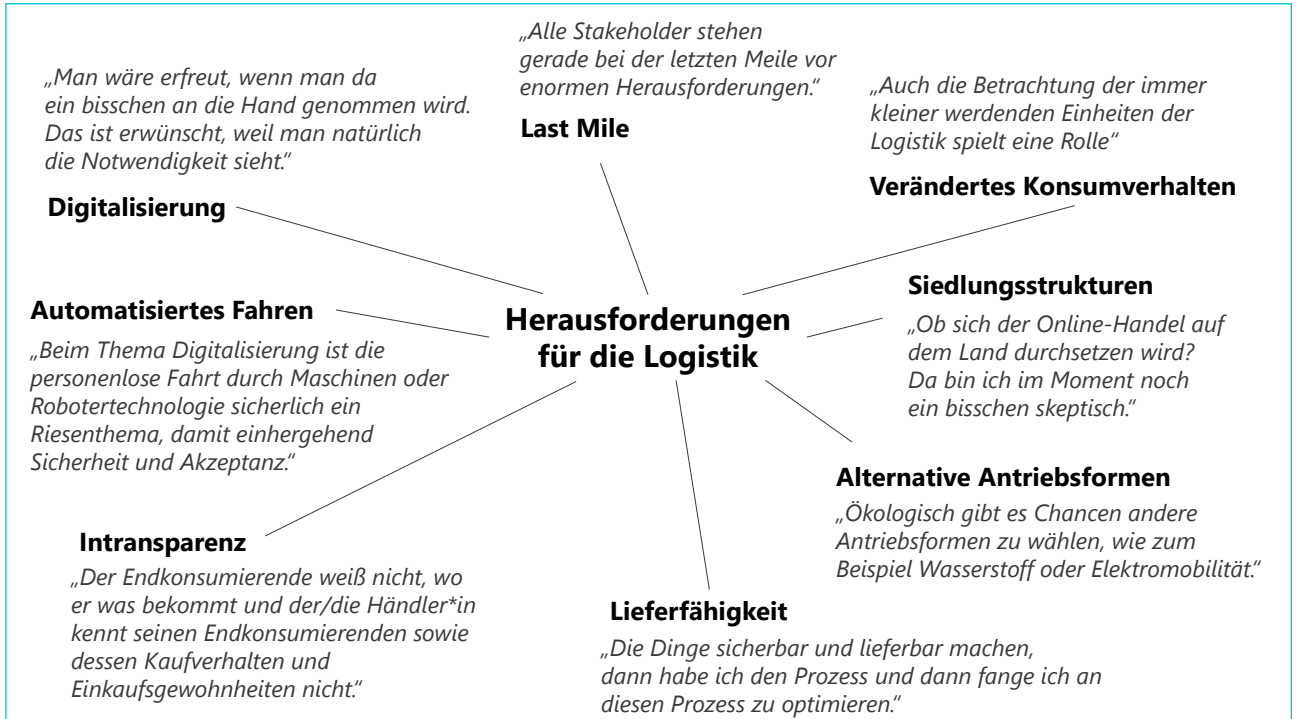 „Alle Stakeholder stehen
gerade bei der letzten Meile vor
enormen Herausforderungen.“
Last Mile
„Man wäre erfreut, wenn man da
ein bisschen an die Hand genommen wird.
Das ist erwünscht, weil man natürlich
die Notwendigkeit sieht.“
Digitalisierung
„Auch die Betrachtung der immer
kleiner werdenden Einheiten der
Logistik spielt eine Rolle“
Verändertes Konsumverhalten
Automatisiertes Fahren
„Beim Thema Digitalisierung ist die
personenlose Fahrt durch Maschinen oder
Robotertechnologie sicherlich ein
Riesenthema, damit einhergehend
Sicherheit und Akzeptanz.“
Herausforderungen
für die Logistik
Siedlungsstrukturen
„Ob sich der Online-Handel auf
dem Land durchsetzen wird?
Da bin ich im Moment noch
ein bisschen skeptisch.“
Alternative Antriebsformen
„Ökologisch gibt es Chancen andere
Antriebsformen zu wählen, wie zum
Beispiel Wasserstoff oder Elektromobilität.“
Intransparenz
„Der Endkonsumierende weiß nicht, wo
er was bekommt und der/die Händler*in
kennt seinen Endkonsumierenden sowie
dessen Kaufverhalten und
Einkaufsgewohnheiten nicht.“
Lieferfähigkeit
„Die Dinge sicherbar und lieferbar machen,
dann habe ich den Prozess und dann fange ich an
diesen Prozess zu optimieren.“